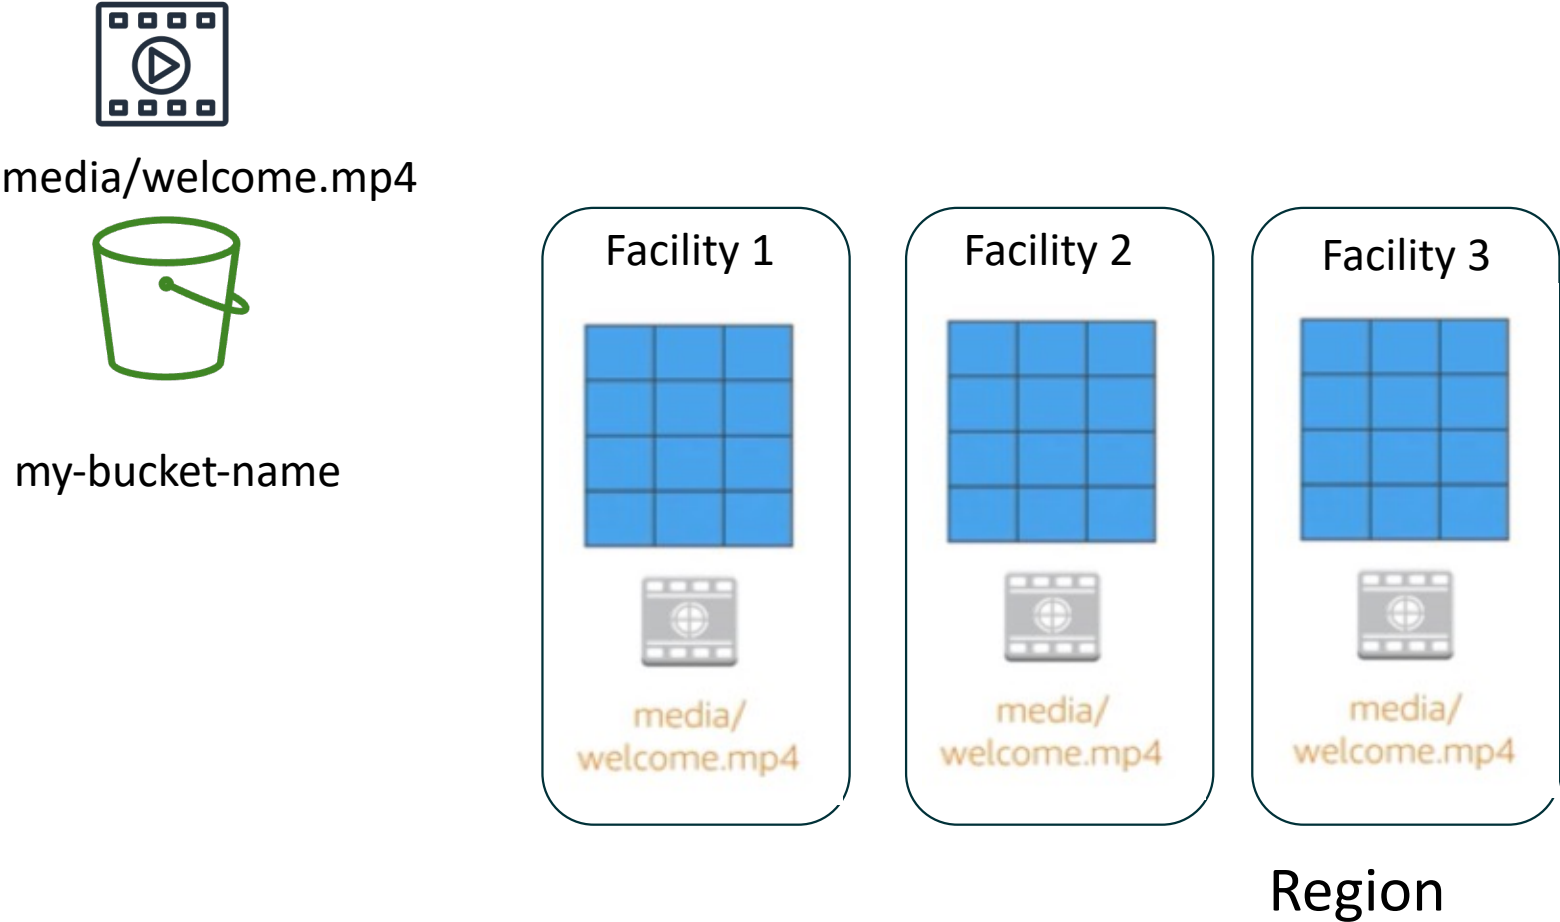 media/welcome.mp4
my-bucket-name
Facility 1
media/
welcome.mp4
Facility 2
media/
welcome.mp4
Facility 3
media/
welcome.mp4
Region